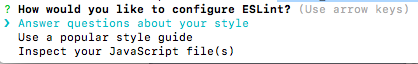 ? How would you like to configure ESLint? (Use arrow keys)
❯ Answer questions about your style
Use a popular style guide
Inspect your JavaScript file(s)